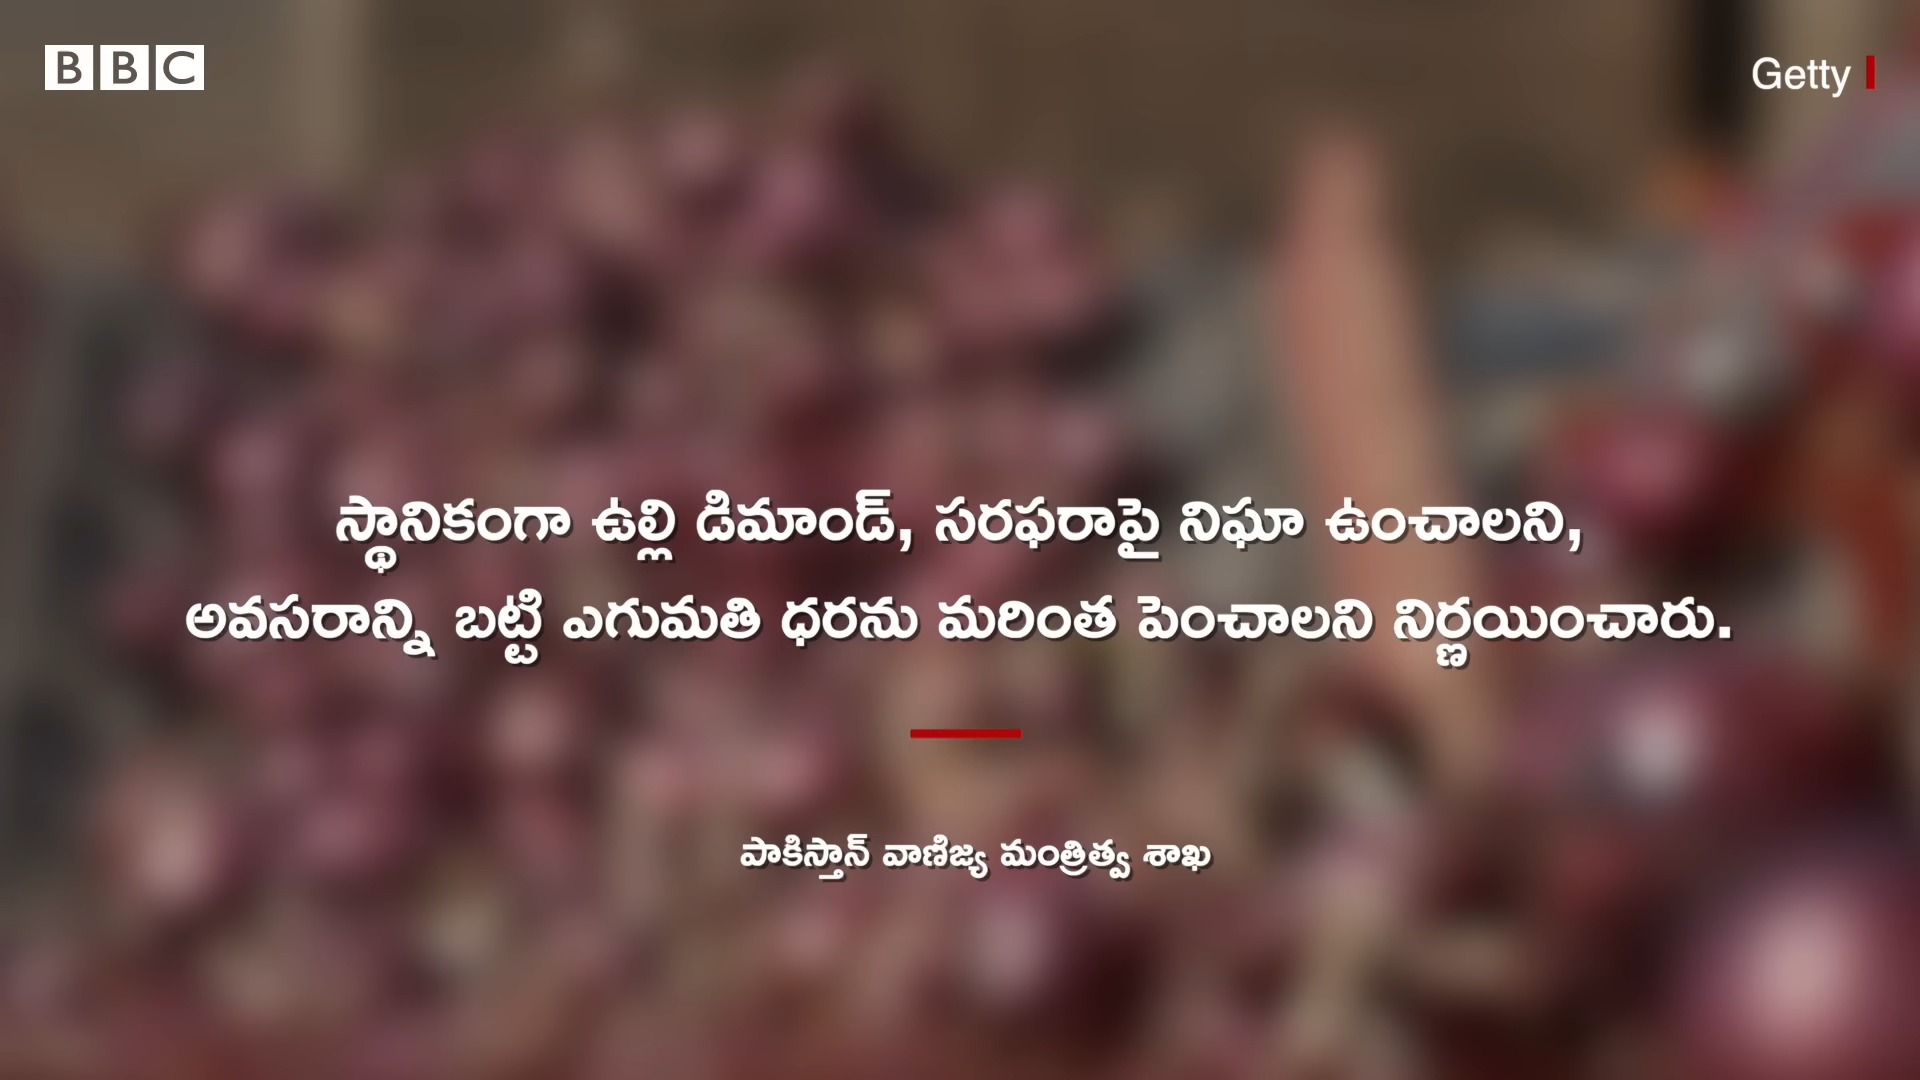 BBC
Getty
స్థానికంగా ఉల్లి డిమాండ్, సరఫరాపై నిఘా ఉంచాలని,
అవసరాన్ని బట్టి ఎగుమతి ధరను మరింత పెంచాలని నిర్ణయించారు.
పాకిస్తాన్ వాణిజ్య మంత్రిత్వ శాఖ